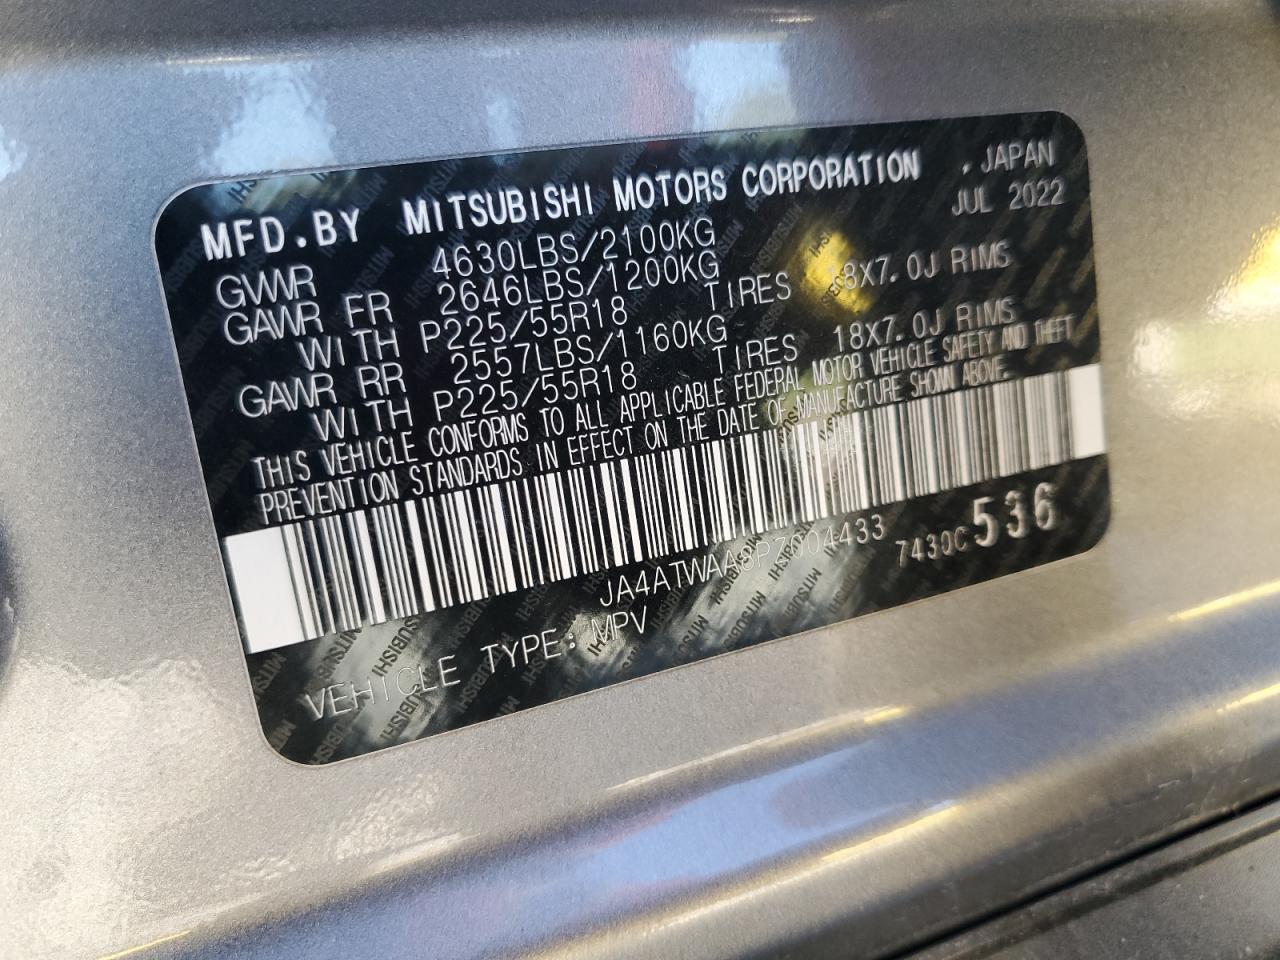 MFD.BY MITSUBISHI MOTORS CORPORATION . JAPAN
JUL 2022
GVWR 4630LBS/2100KG
GAWR FR 2646LBS/1200KG
WITH P225/55R18 TIRES 18X7.0J RIMS
GAWR RR 2557LBS/1160KG
WITH P225/55R18 TIRES 18X7.0J RIMS
THIS VEHICLE CONFORMS TO ALL APPLICABLE FEDERAL MOTOR VEHICLE SAFETY AND THEFT
PREVENTION STANDARDS IN EFFECT ON THE DATE OF MANUFACTURE SHOWN ABOVE.
JA4ATWAA8PZ004433 7430C 536
VEHICLE TYPE: MPV